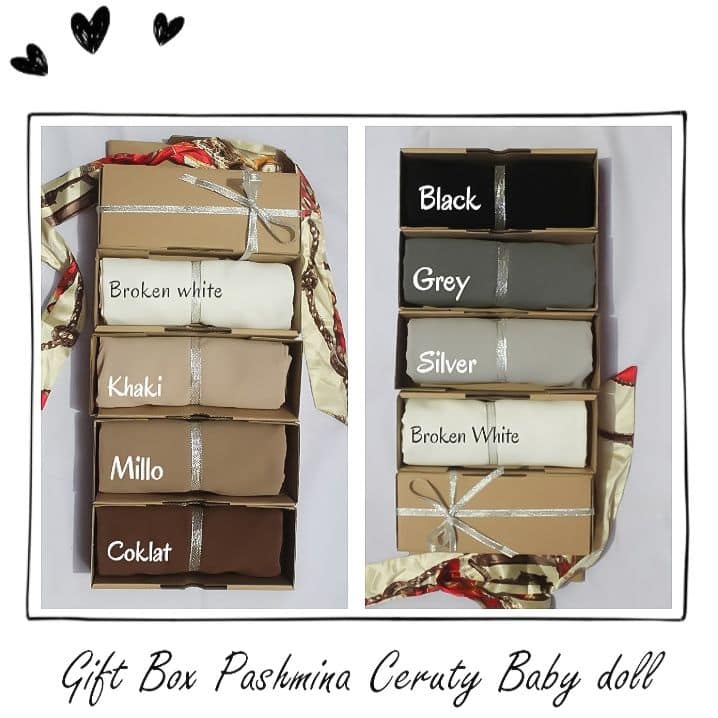 Broken white
Khaki
Millo
Coklat
Black
Grey
Silver
Broken White
Gift Box Pashmina Ceruty Baby doll